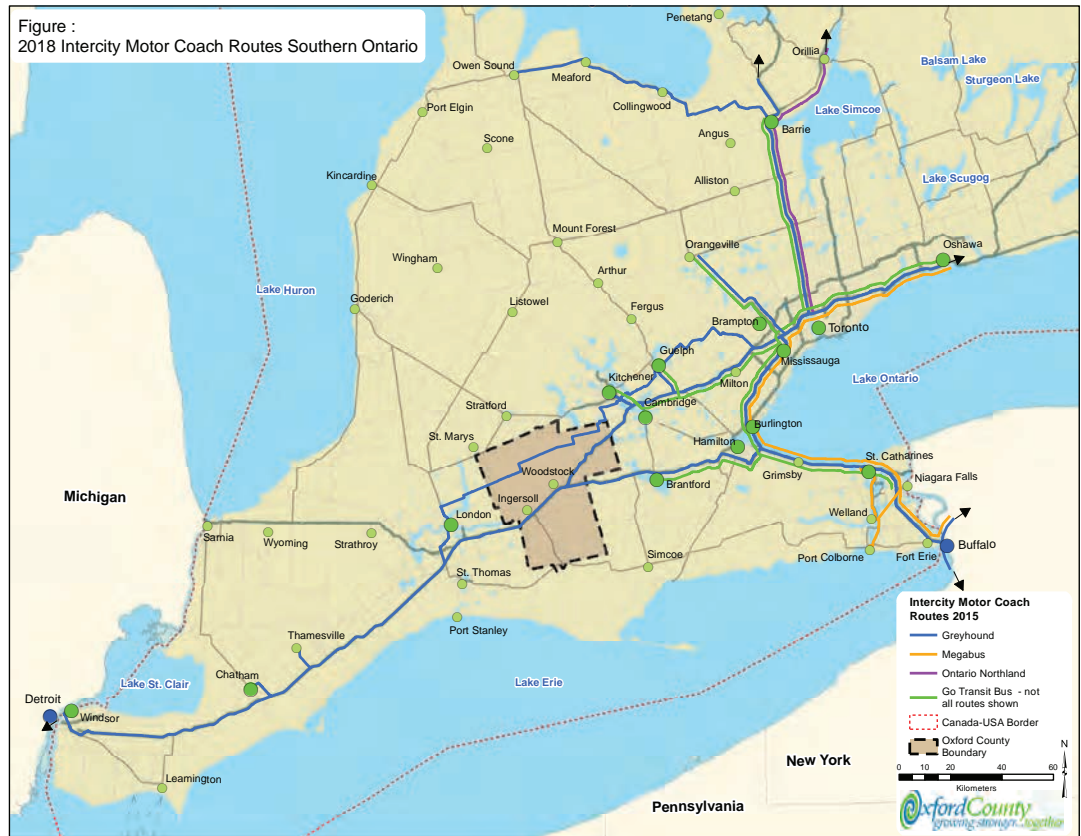 Figure :
2018 Intercity Motor Coach Routes Southern Ontario
Penetang
Orillia
Owen Sound
Meaford
Balsam Lake
Sturgeon Lake
Collingwood
Port Elgin
Lake Simcoe
Barrie
Scone
Angus
Kincardine
Alliston
Lake Scugog
Mount Forest
Orangeville
Oshawa
Wingham
Arthur
Lake Huron
Goderich
Listowel
Fergus
Brampton
Toronto
Guelph
Mississauga
Kitchener
Milton
Lake Ontario
Cambridge
Stratford
Burlington
St. Marys
Hamilton
St. Catharines
Woodstock
Grimsby
Niagara Falls
Michigan
Brantford
Ingersoll
London
Welland
Sarnia
Wyoming
Strathroy
Simcoe
Port Colborne
Fort Erie
Buffalo
St. Thomas
Port Stanley
Thamesville
Chatham
Lake St. Clair
Lake Erie
Detroit
Windsor
Leamington
New York
Pennsylvania
Intercity Motor Coach
Routes 2015
Greyhound
Megabus
Ontario Northland
Go Transit Bus - not
all routes shown
Canada-USA Border
Oxford County
Boundary
N
0 10 20 40 60
Kilometers
OxfordCounty
growing stronger...together